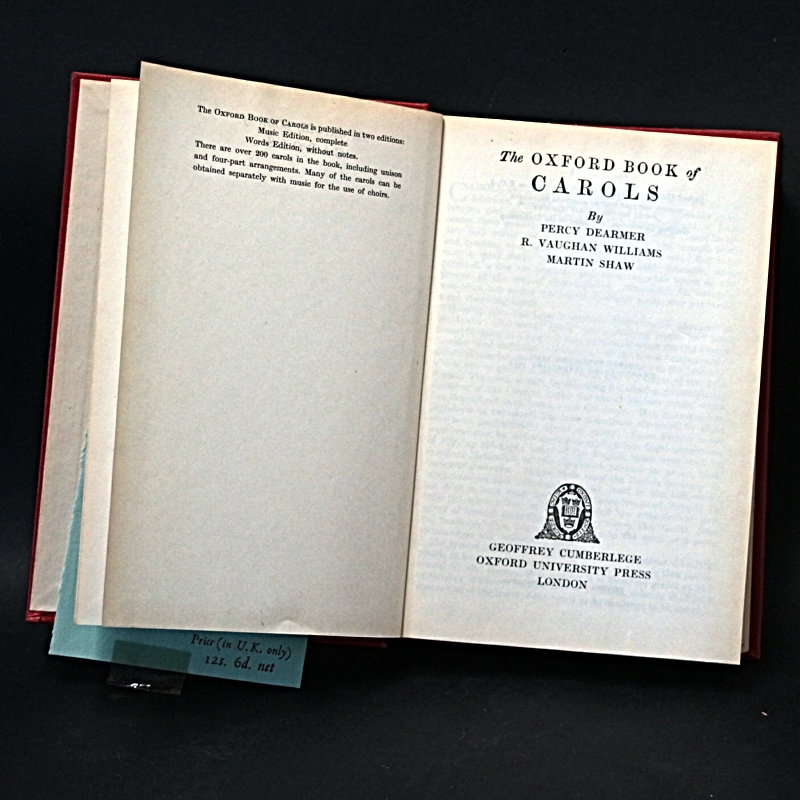 The OXFORD BOOK OF CAROLS is published in two editions:
Music Edition, complete
Words Edition, without notes.
There are over 200 carols in the book, including unison
and four-part arrangements. Many of the carols can be
obtained separately with music for the use of choirs.
The OXFORD BOOK of
CAROLS
By
PERCY DEARMER
R. VAUGHAN WILLIAMS
MARTIN SHAW
GEOFFREY CUMBERLEGE
OXFORD UNIVERSITY PRESS
LONDON
Price (in U.K. only)
12s. 6d. net